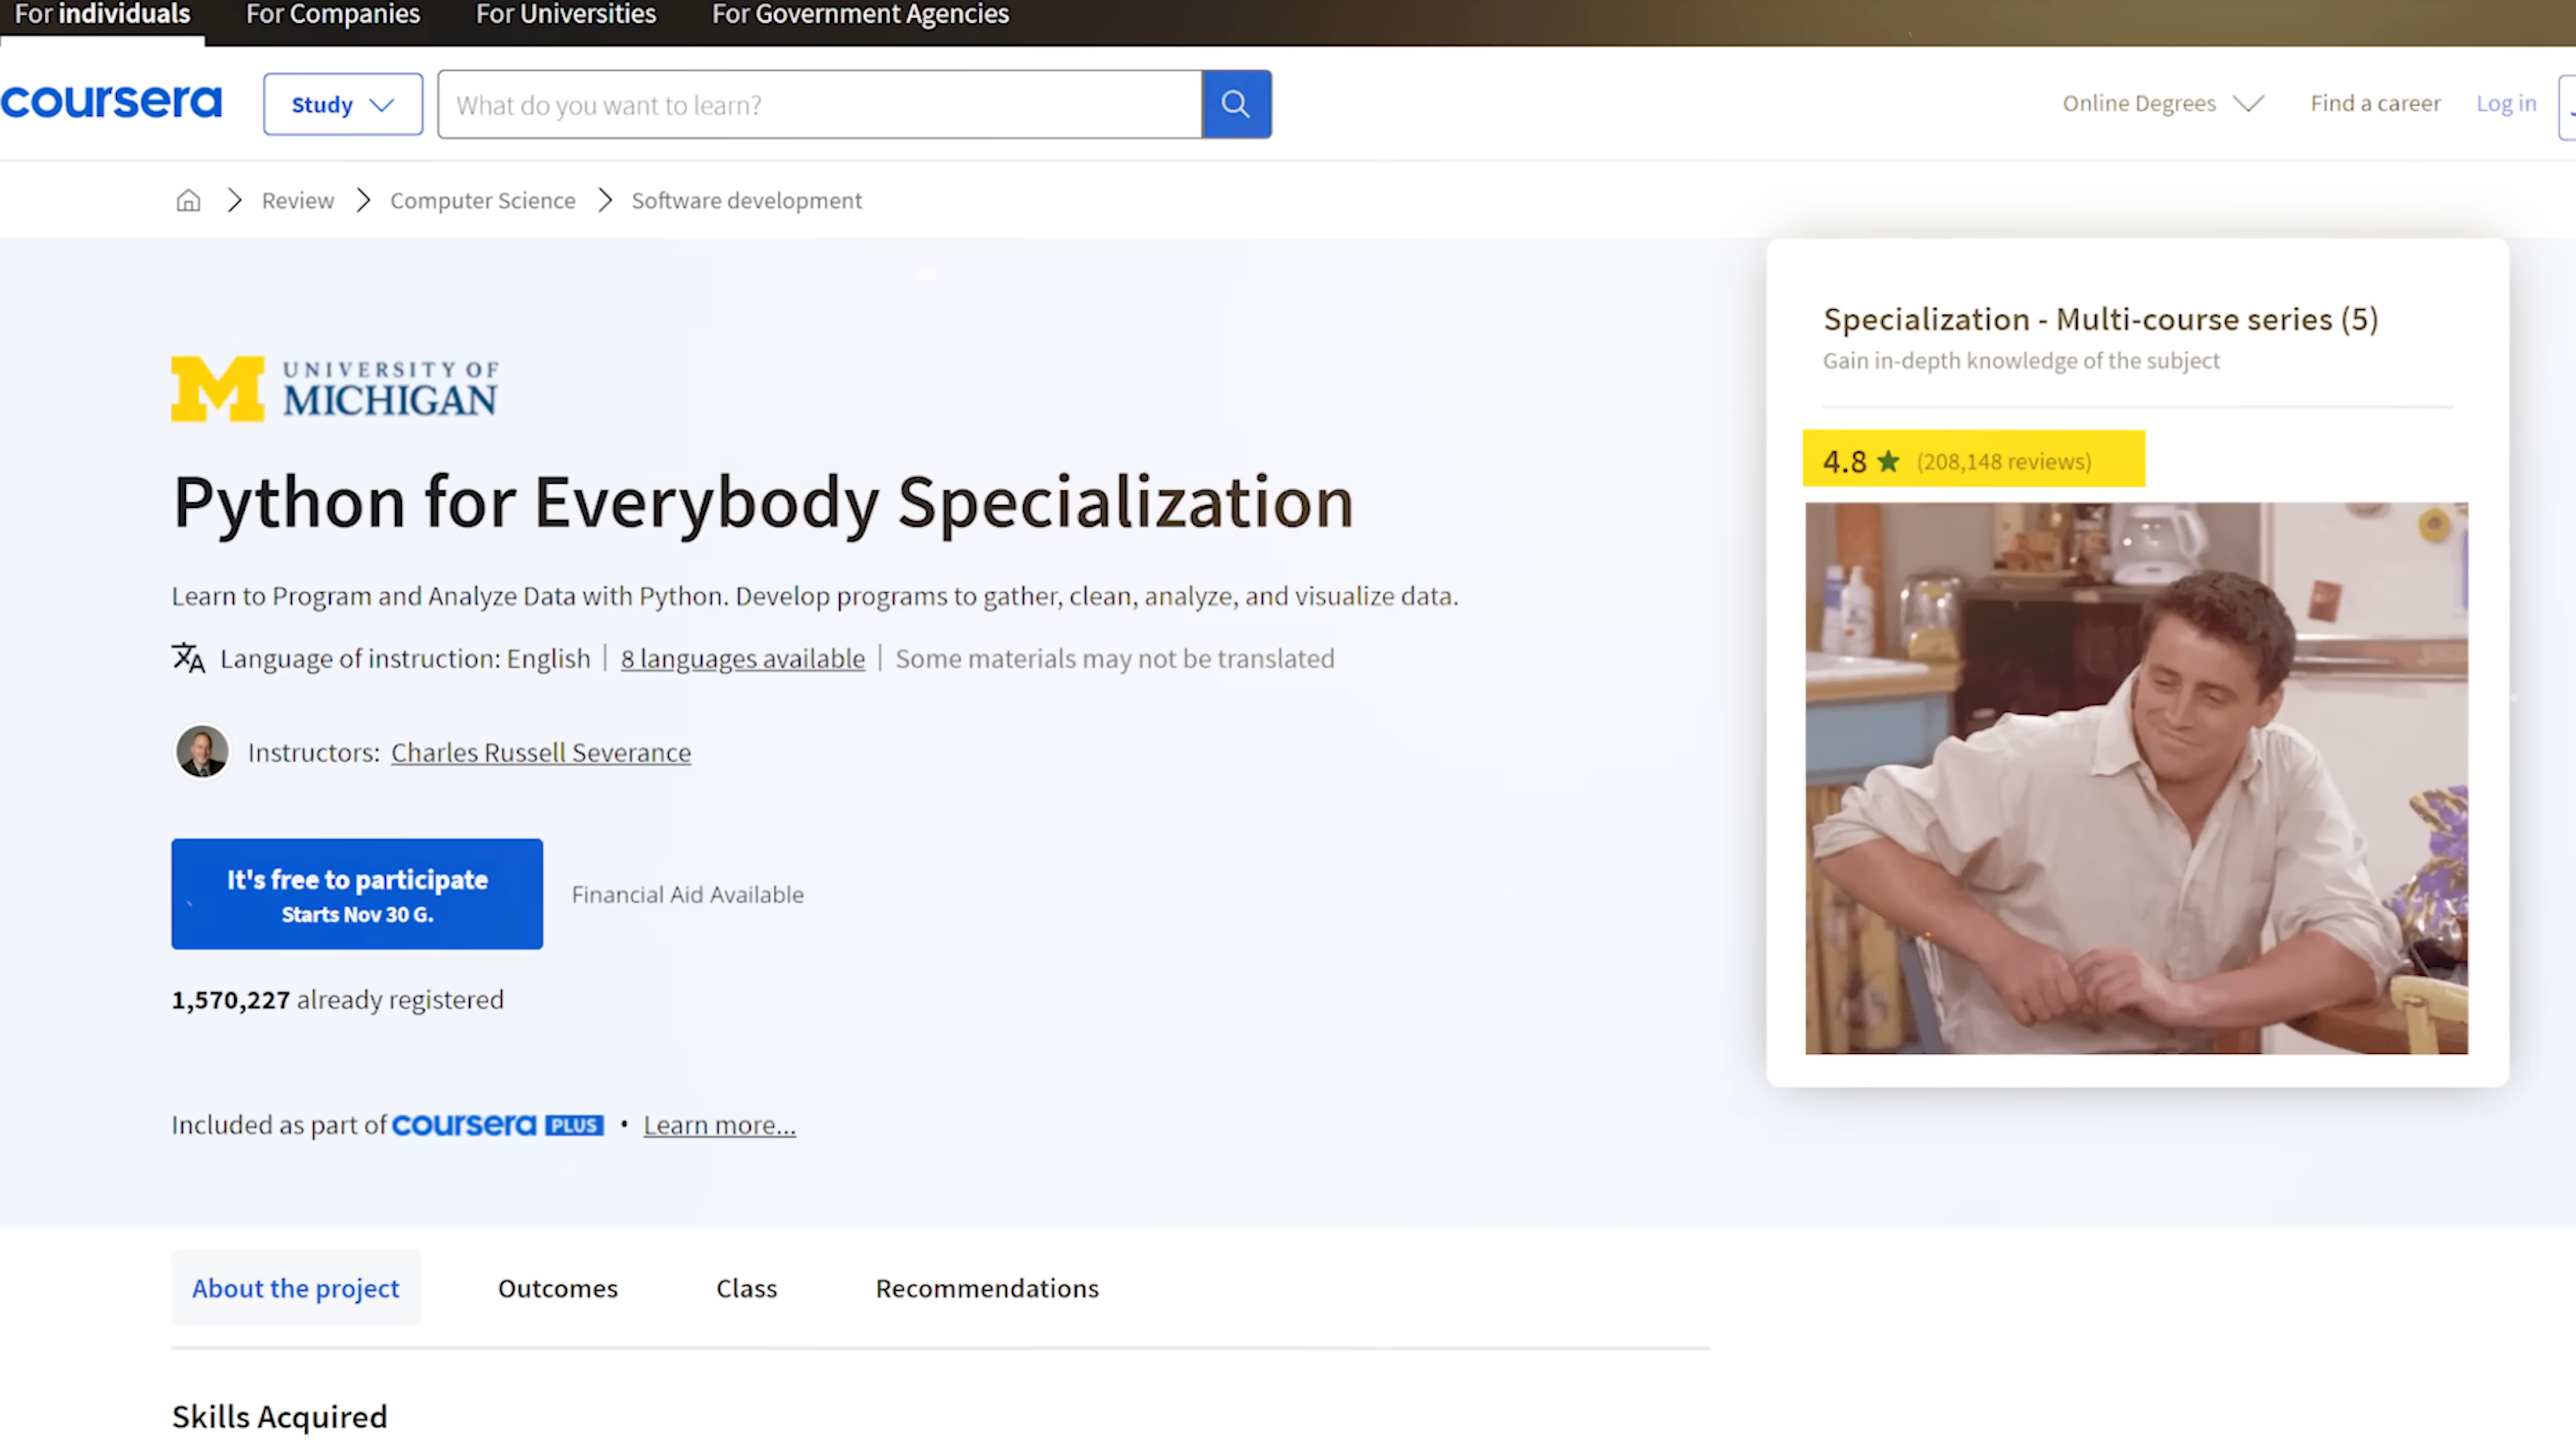 For individuals For Companies For Universities For Government Agencies
coursera Study What do you want to learn? Online Degrees Find a career Log in
Review Computer Science Software development
UNIVERSITY OF
MICHIGAN
Python for Everybody Specialization
Learn to Program and Analyze Data with Python. Develop programs to gather, clean, analyze, and visualize data.
Language of instruction: English 8 languages available Some materials may not be translated
Instructors: Charles Russell Severance
It's free to participate
Starts Nov 30 G.
Financial Aid Available
1,570,227 already registered
Included as part of coursera PLUS • Learn more...
Specialization - Multi-course series (5)
Gain in-depth knowledge of the subject
4.8 ★ (208,148 reviews)
About the project Outcomes Class Recommendations
Skills Acquired